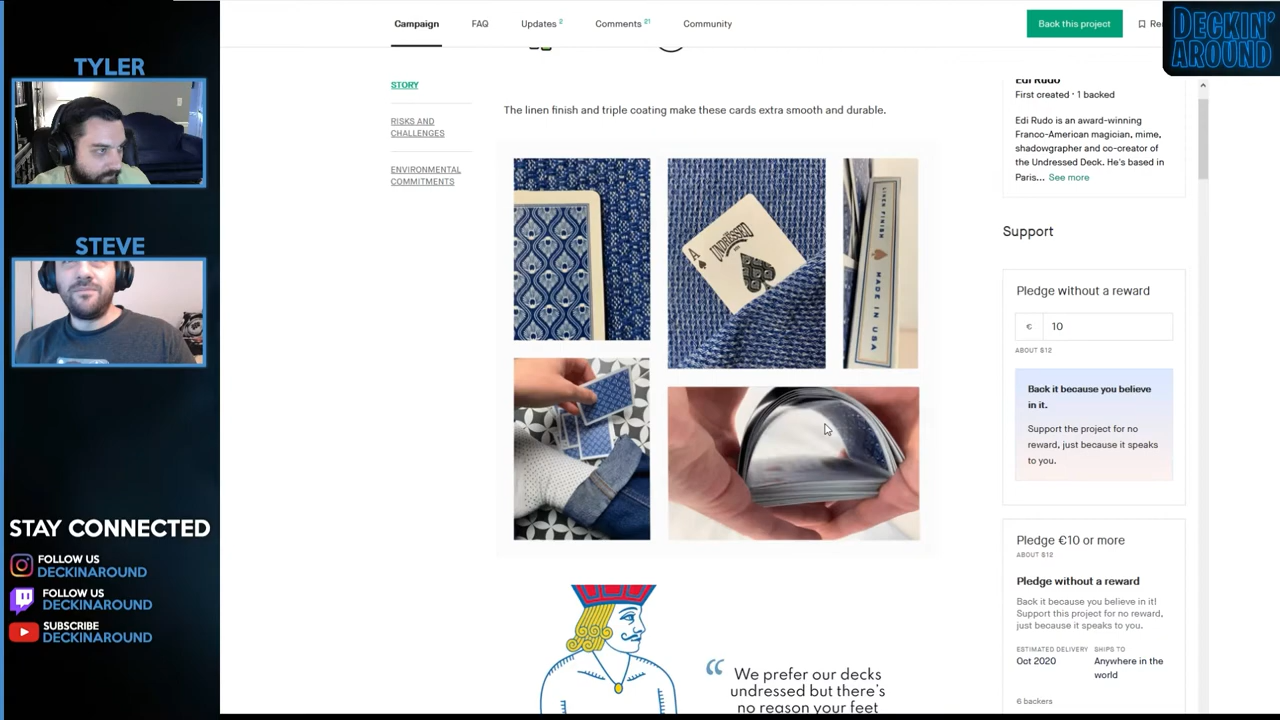 TYLER
STEVE
STAY CONNECTED
FOLLOW US
DECKINAROUND
FOLLOW US
DECKINAROUND
SUBSCRIBE
DECKINAROUND
Campaign
FAQ
Updates 2
Comments 21
Community
Back this project
DECKIN'
AROUND
STORY
RISKS AND
CHALLENGES
ENVIRONMENTAL
COMMITMENTS
The linen finish and triple coating make these cards extra smooth and durable.
A
UNDRESSED
LINEN FINISH
MADE IN USA
“
We prefer our decks
undressed but there's
no reason your feet
Edi Rudo
First created · 1 backed
Edi Rudo is an award-winning
Franco-American magician, mime,
shadowgrapher and co-creator of
the Undressed Deck. He's based in
Paris... See more
Support
Pledge without a reward
€ 10
ABOUT $12
Back it because you believe
in it.
Support the project for no
reward, just because it speaks
to you.
Pledge €10 or more
ABOUT $12
Pledge without a reward
Back it because you believe in it!
Support this project for no reward,
just because it speaks to you.
ESTIMATED DELIVERY SHIPS TO
Oct 2020 Anywhere in the
world
6 backers